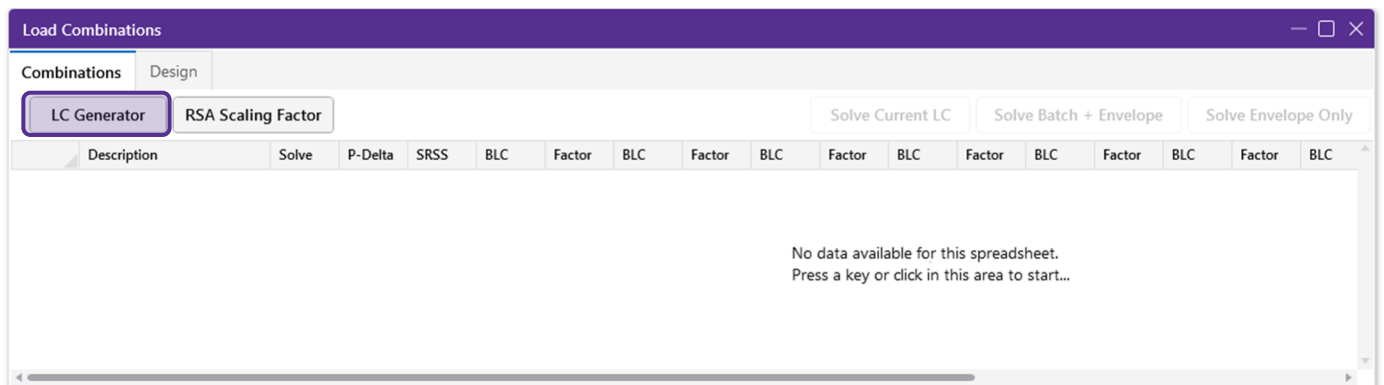 Load Combinations
Combinations Design
LC Generator RSA Scaling Factor Solve Current LC Solve Batch + Envelope Solve Envelope Only
Description Solve P-Delta SRSS BLC Factor BLC Factor BLC Factor BLC Factor BLC Factor BLC Factor BLC
No data available for this spreadsheet.
Press a key or click in this area to start...